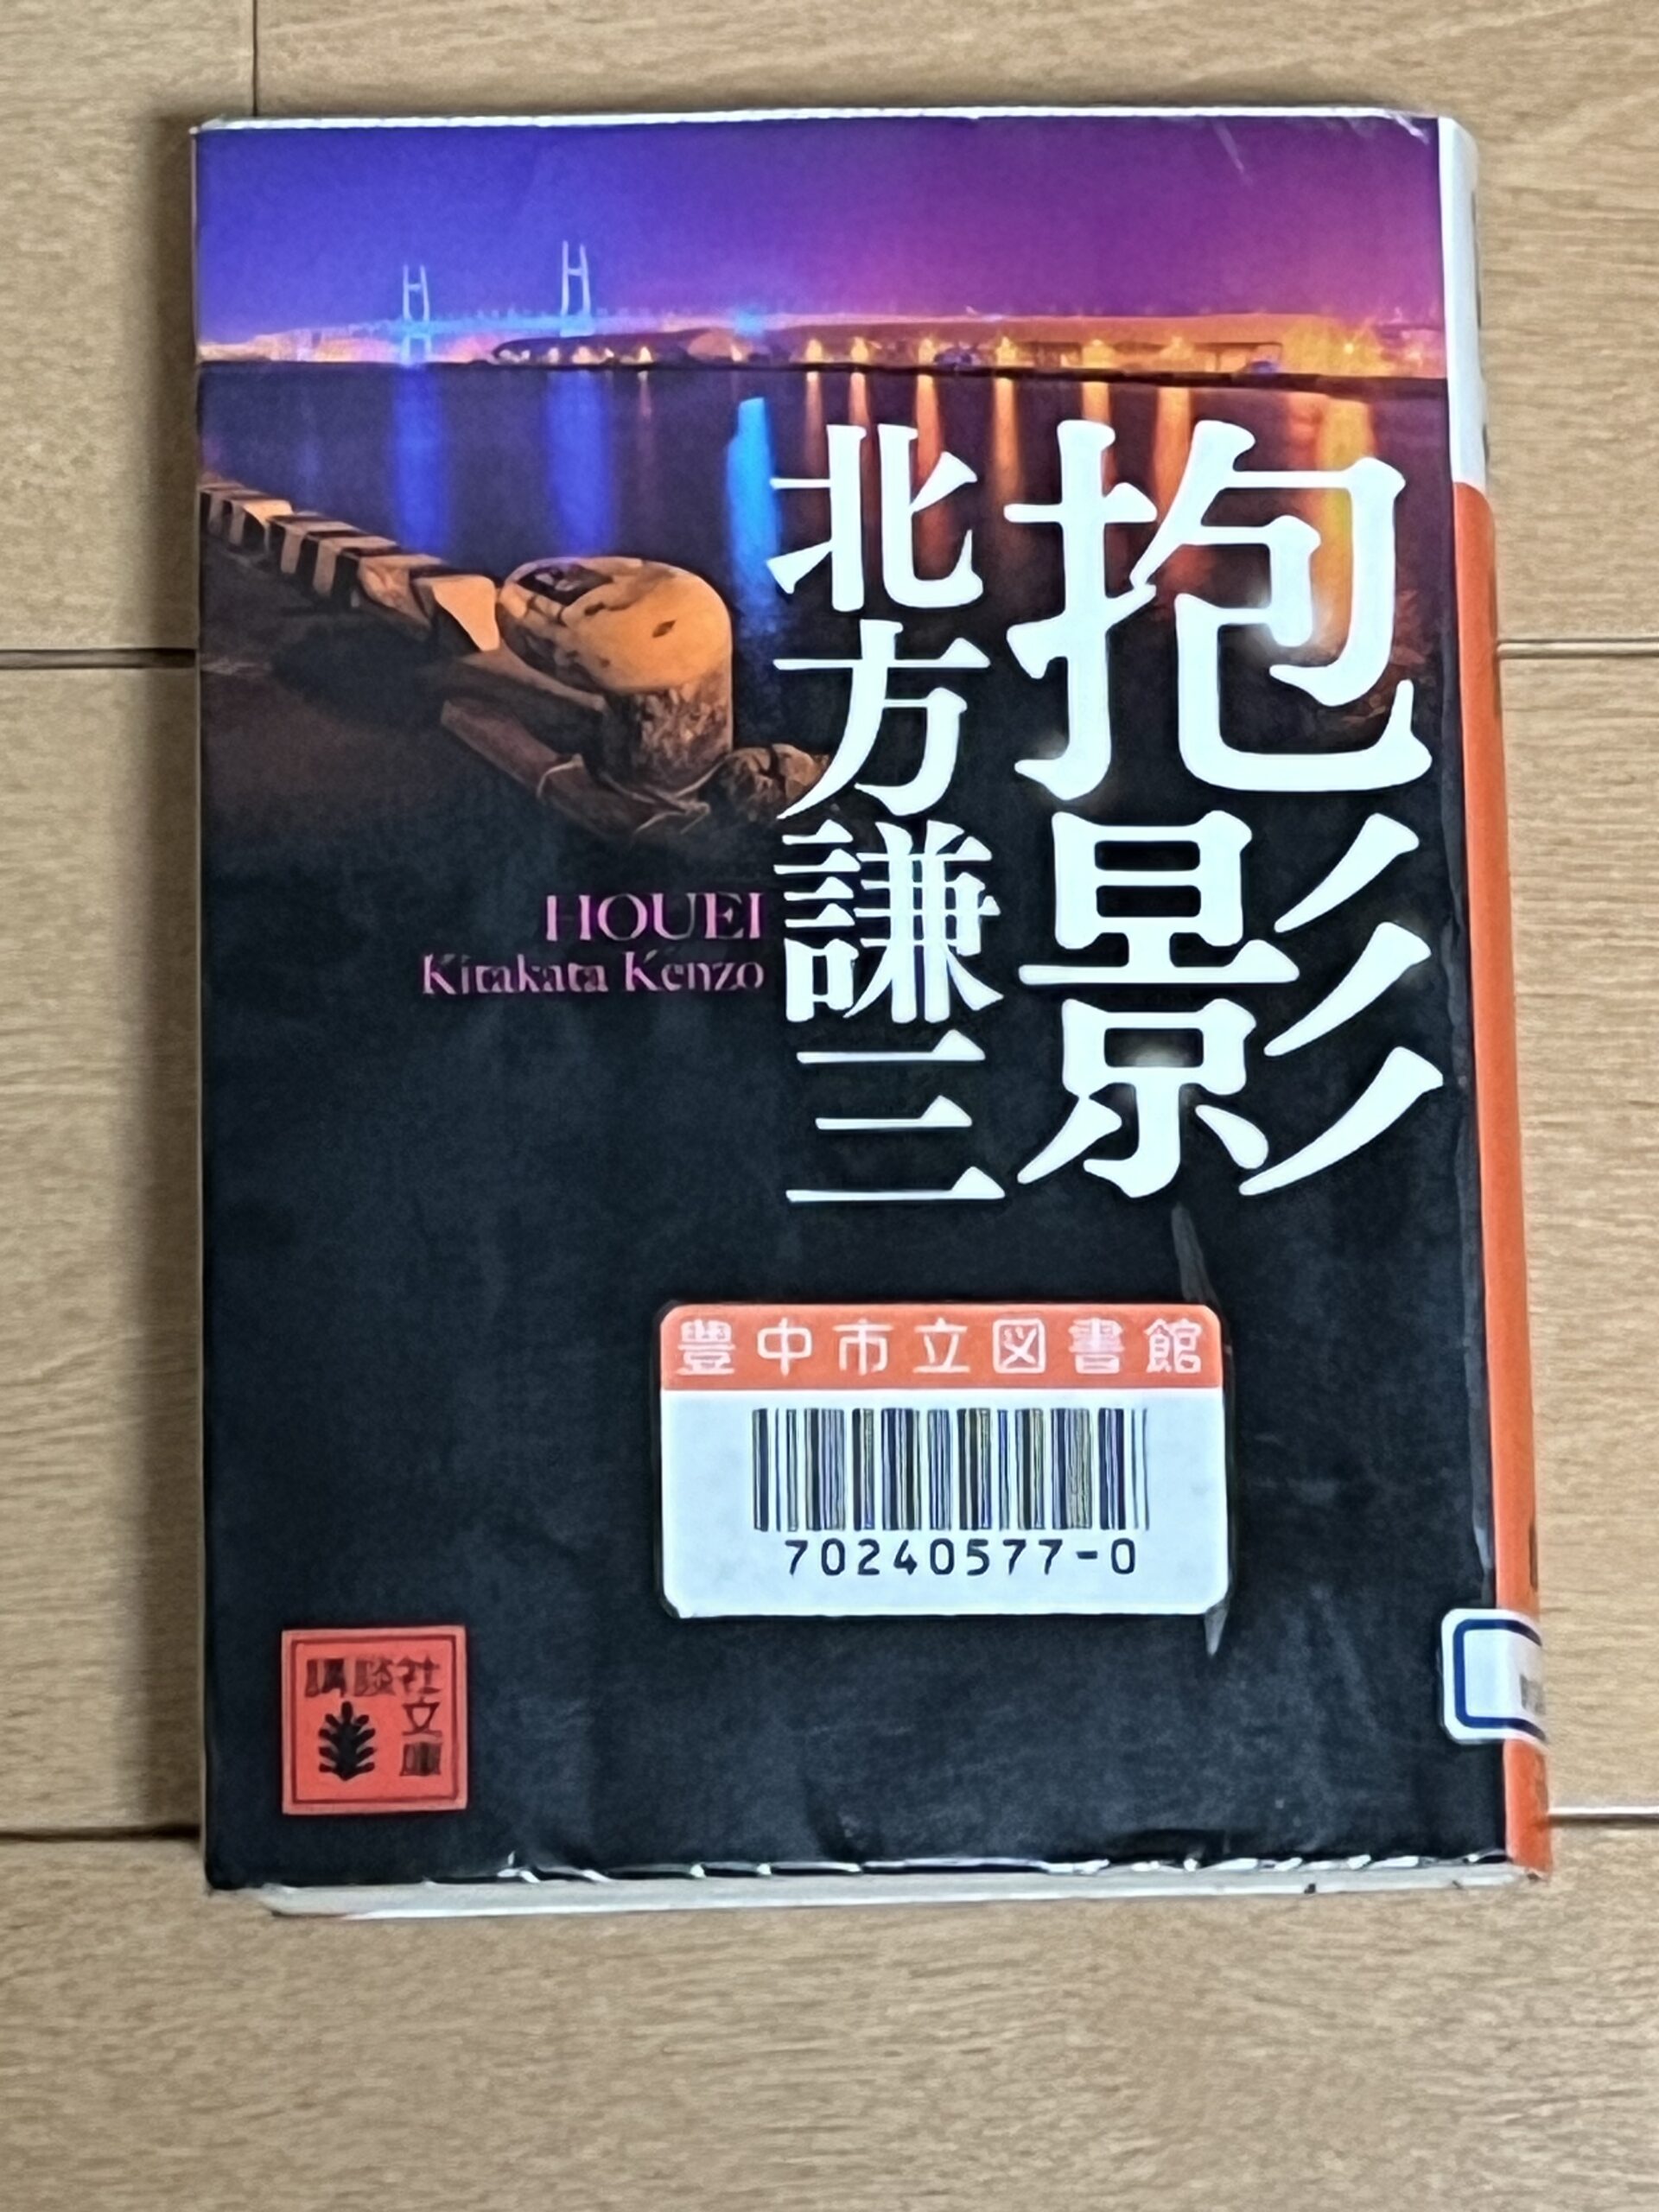 抱影
北方謙三
HOUEI
Kitakata Kenzo
豊中市立図書館
70240577-0
講談社
文庫